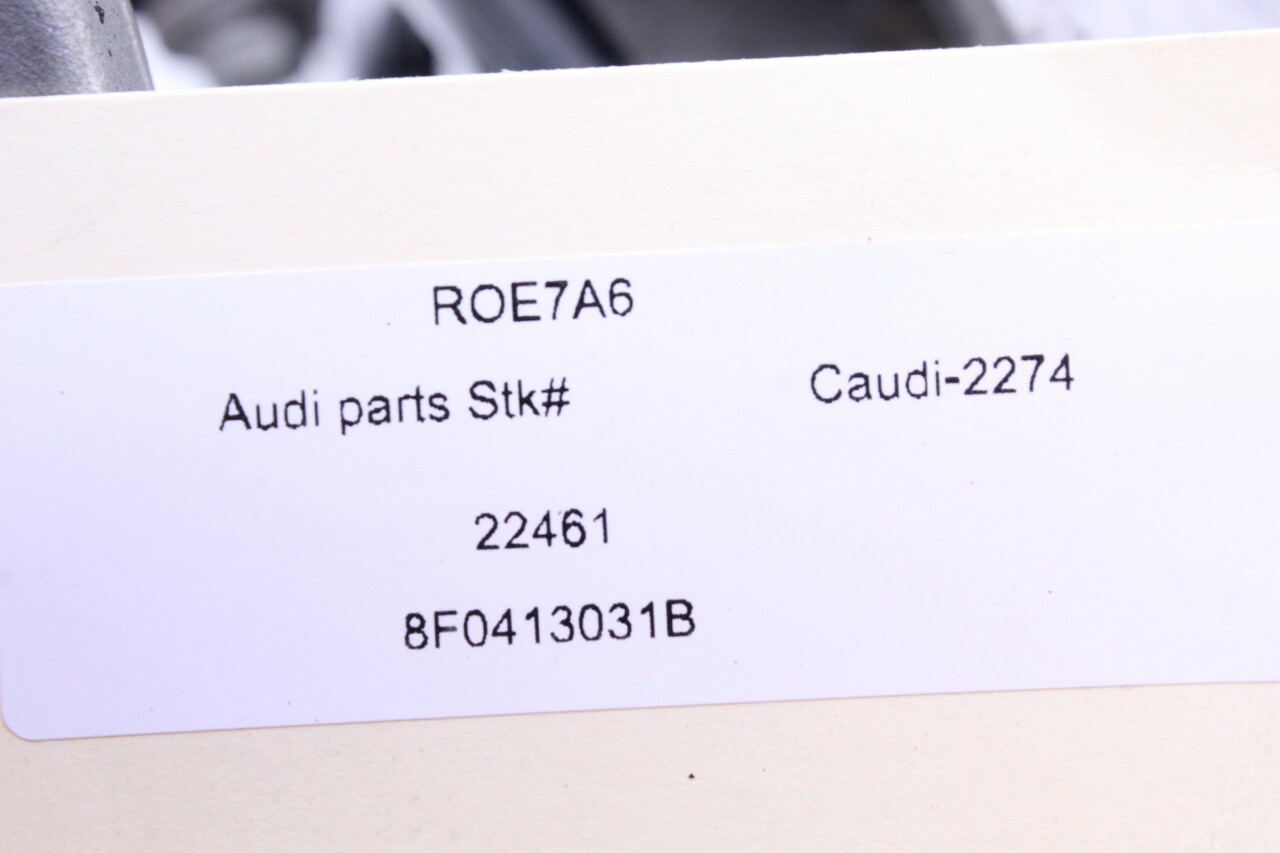 ROE7A6
Audi parts Stk# Caudi-2274
22461
8F0413031B